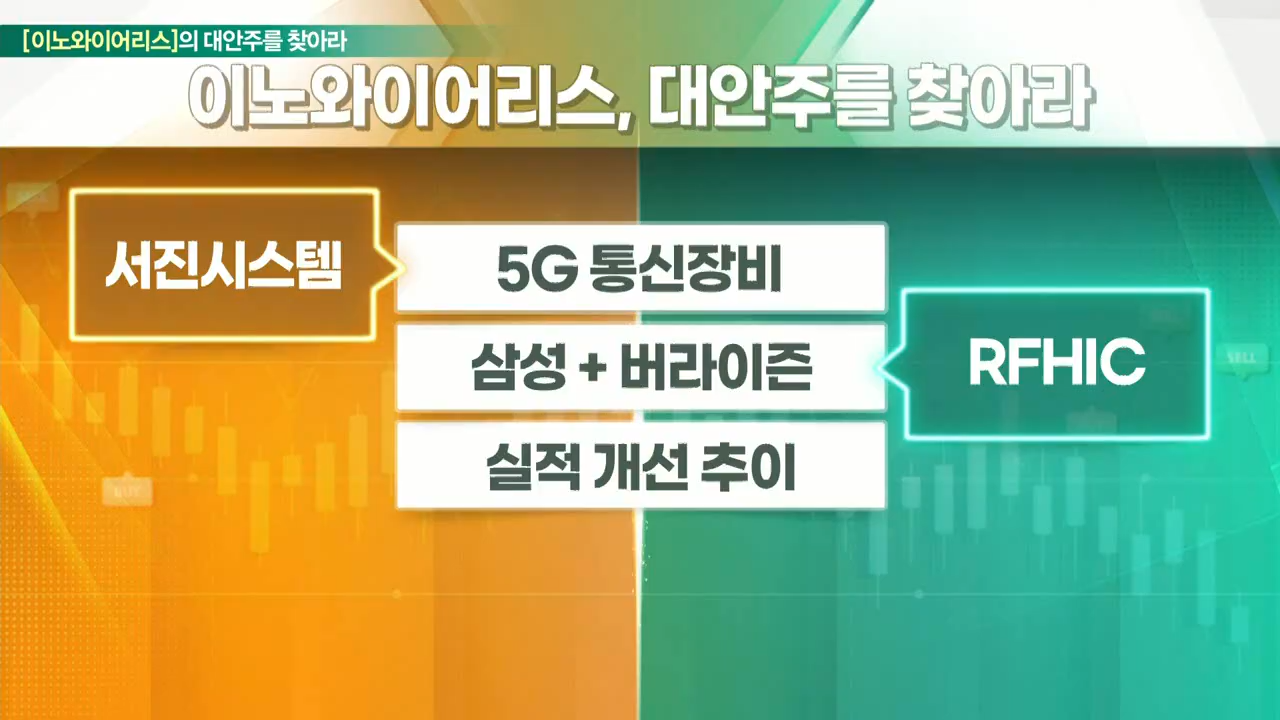 [이노와이어리스]의 대안주를 찾아라
이노와이어리스, 대안주를 찾아라
서진시스템
5G 통신장비
삼성 + 버라이즌
RFHIC
실적 개선 추이
SELL
BUY